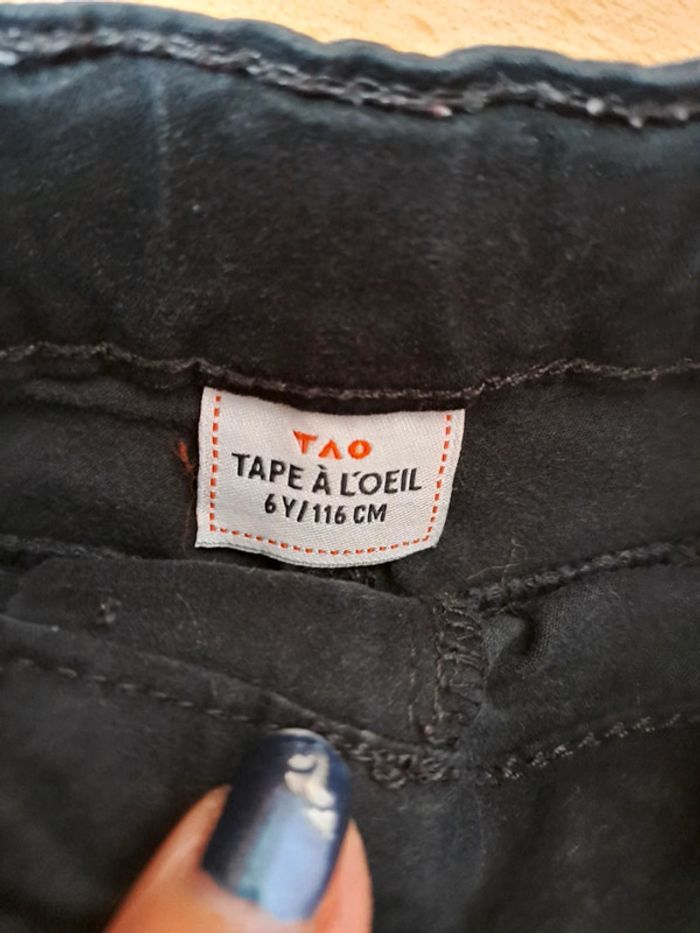 TAO
TAPE À L'OEIL
6 Y/116 CM